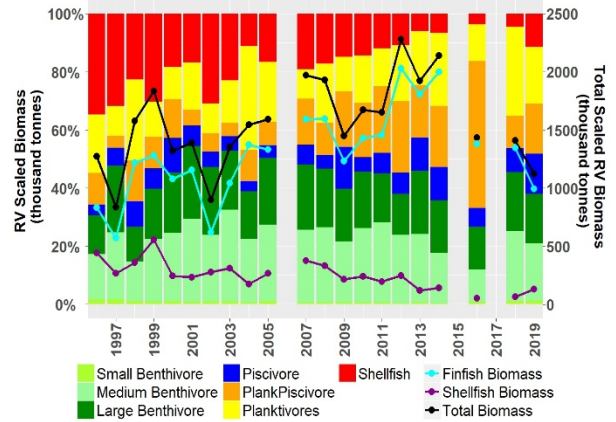 RV Scaled Biomass
(thousand tonnes)
100%
80%
60%
40%
20%
0%
2500
2000
1500
1000
500
0
Total Scaled RV Biomass
(thousand tonnes)
1997
1999
2001
2003
2005
2007
2009
2011
2013
2015
2017
2019
Small Benthivore
Medium Benthivore
Large Benthivore
Piscivore
PlankPiscivore
Planktivores
Shellfish
Finfish Biomass
Shellfish Biomass
Total Biomass